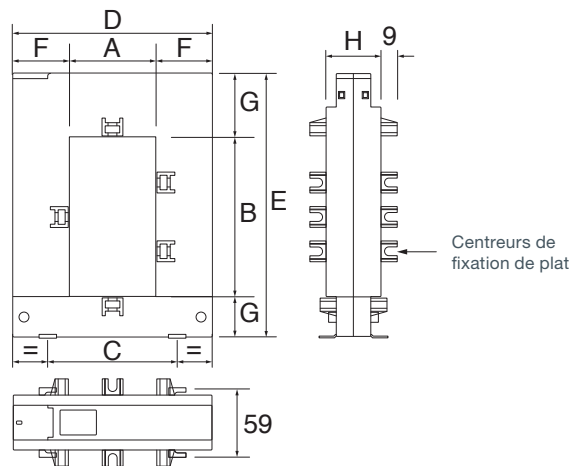 D
F A F
G
B
E
G
= C =
H 9
Centreurs de
fixation de plat
59